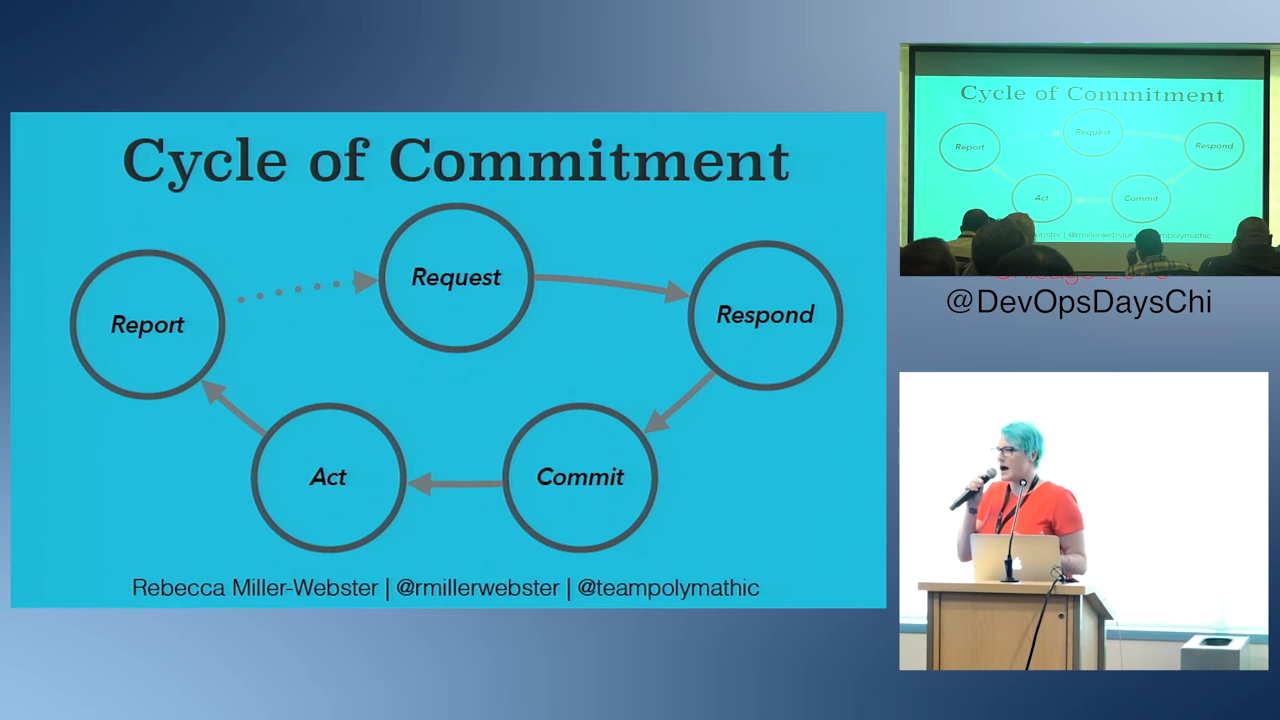 Cycle of Commitment
Request
Report
Respond
Act
Commit
Rebecca Miller-Webster | @rmillerwebster | @teampolymathic
Cycle of Commitment
Request
Report
Respond
Act
Commit
@rmillerwebster
@DevOpsDaysChi